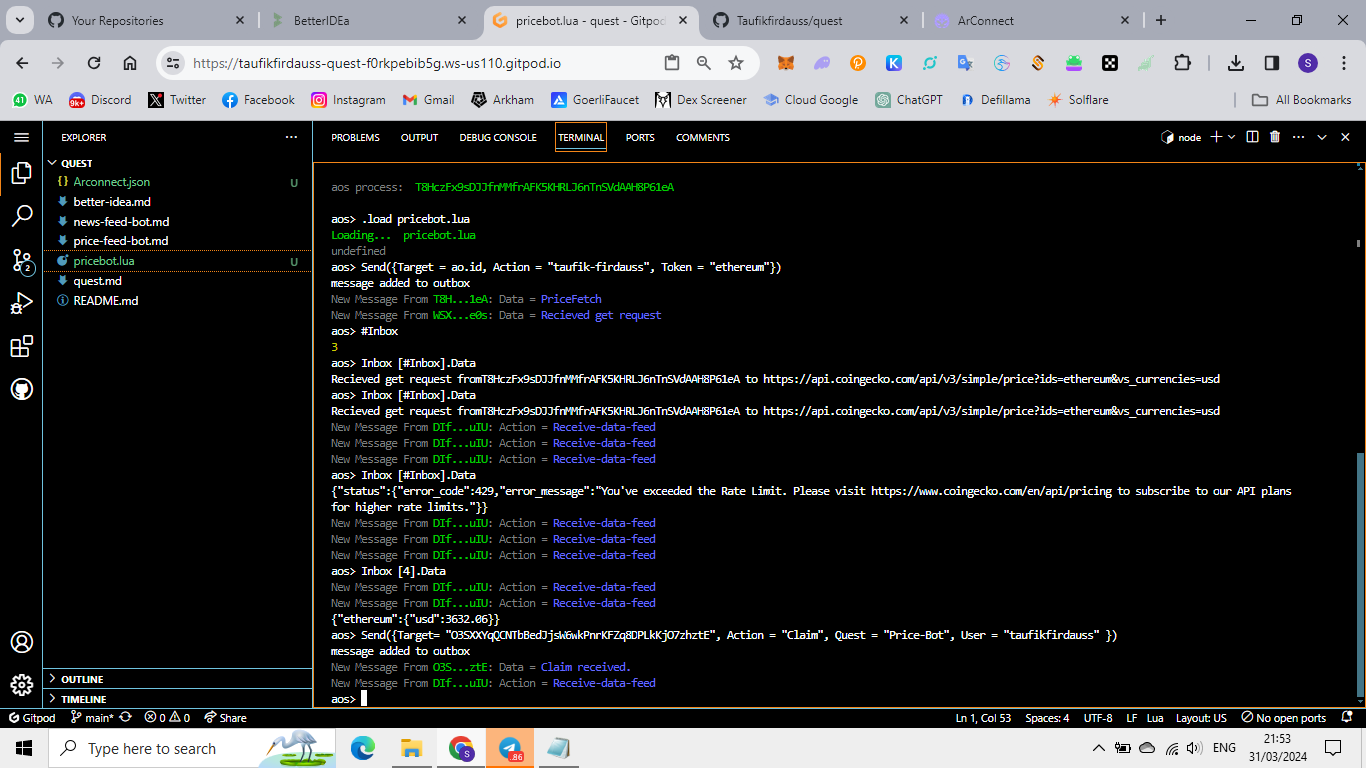 Your Repositories
BetterIDEa
pricebot.lua - quest - Gitpod
Taufikfirdauss/quest
ArConnect
https://taufikfirdauss-quest-f0rkpebib5g.ws-us110.gitpod.io
S
41 WA
9K+ Discord
Twitter
Facebook
Instagram
Gmail
Arkham
GoerliFaucet
Dex Screener
Cloud Google
ChatGPT
Defillama
Solflare
All Bookmarks
EXPLORER
QUEST
Arconnect.json U
better-idea.md
news-feed-bot.md
price-feed-bot.md
pricebot.lua U
quest.md
README.md
2
OUTLINE
TIMELINE
PROBLEMS OUTPUT DEBUG CONSOLE TERMINAL PORTS COMMENTS
node
aos process: T8HczFx9sDJJfnMMfrAFK5KHRLJ6nTnSVdAAH8P61eA
aos> .load pricebot.lua
Loading... pricebot.lua
undefined
aos> Send({Target = ao.id, Action = "taufik-firdauss", Token = "ethereum"})
message added to outbox
New Message From T8H...1eA: Data = PriceFetch
New Message From WSX...e0s: Data = Recieved get request
aos> #Inbox
3
aos> Inbox [#Inbox].Data
Recieved get request fromT8HczFx9sDJJfnMMfrAFK5KHRLJ6nTnSVdAAH8P61eA to https://api.coingecko.com/api/v3/simple/price?ids=ethereum&vs_currencies=usd
aos> Inbox [#Inbox].Data
Recieved get request fromT8HczFx9sDJJfnMMfrAFK5KHRLJ6nTnSVdAAH8P61eA to https://api.coingecko.com/api/v3/simple/price?ids=ethereum&vs_currencies=usd
New Message From DIf...uIU: Action = Receive-data-feed
New Message From DIf...uIU: Action = Receive-data-feed
New Message From DIf...uIU: Action = Receive-data-feed
aos> Inbox [#Inbox].Data
{"status":{"error_code":429,"error_message":"You've exceeded the Rate Limit. Please visit https://www.coingecko.com/en/api/pricing to subscribe to our API plans
for higher rate limits."}}
New Message From DIf...uIU: Action = Receive-data-feed
New Message From DIf...uIU: Action = Receive-data-feed
New Message From DIf...uIU: Action = Receive-data-feed
aos> Inbox [4].Data
New Message From DIf...uIU: Action = Receive-data-feed
New Message From DIf...uIU: Action = Receive-data-feed
{"ethereum":{"usd":3632.06}}
aos> Send({Target= "O3SXXYqQCNTbBedJjsW6wkPnrKFZq8DPLkKjO7zhztE", Action = "Claim", Quest = "Price-Bot", User = "taufikfirdauss" })
message added to outbox
New Message From O3S...ztE: Data = Claim received.
New Message From DIf...uIU: Action = Receive-data-feed
aos>
Gitpod main* 0 0 Share
Ln 1, Col 53 Spaces: 4 UTF-8 LF Lua Layout: US No open ports
Type here to search
S
86
ENG
21:53
31/03/2024